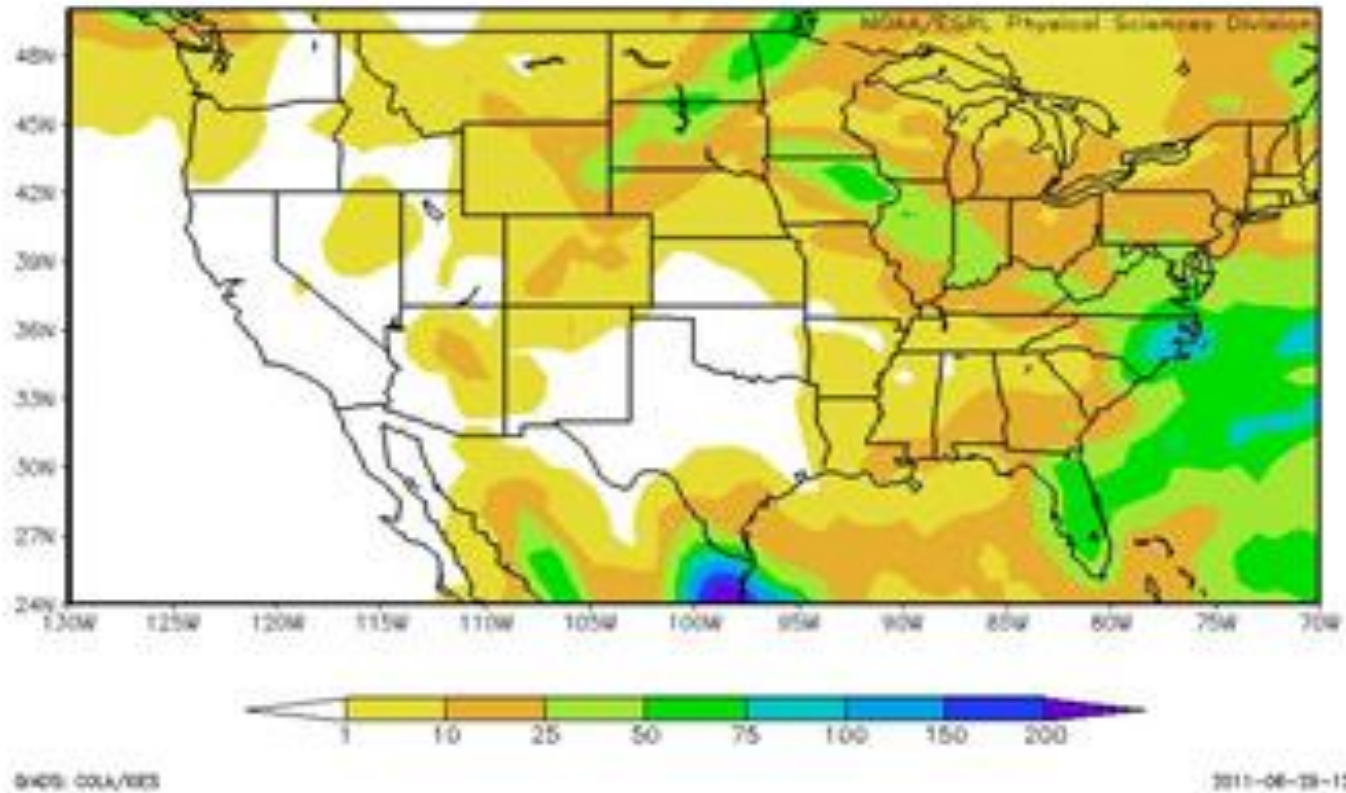 NOAA/ESRL Physical Sciences Division
48N
45N
42N
39N
36N
33N
30N
27N
24N
130W 125W 120W 115W 110W 105W 100W 95W 90W 85W 80W 75W 70W
1 10 25 50 75 100 150 200
GrADS: COLA/IGES